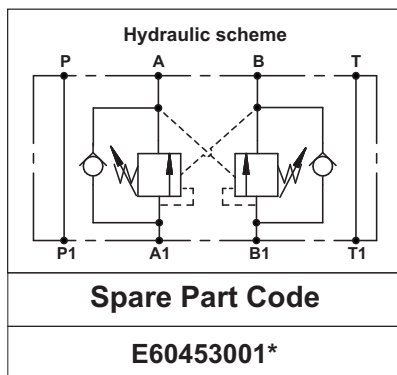 Hydraulic scheme
P A B T
P1 A1 B1 T1
Spare Part Code
E60453001*